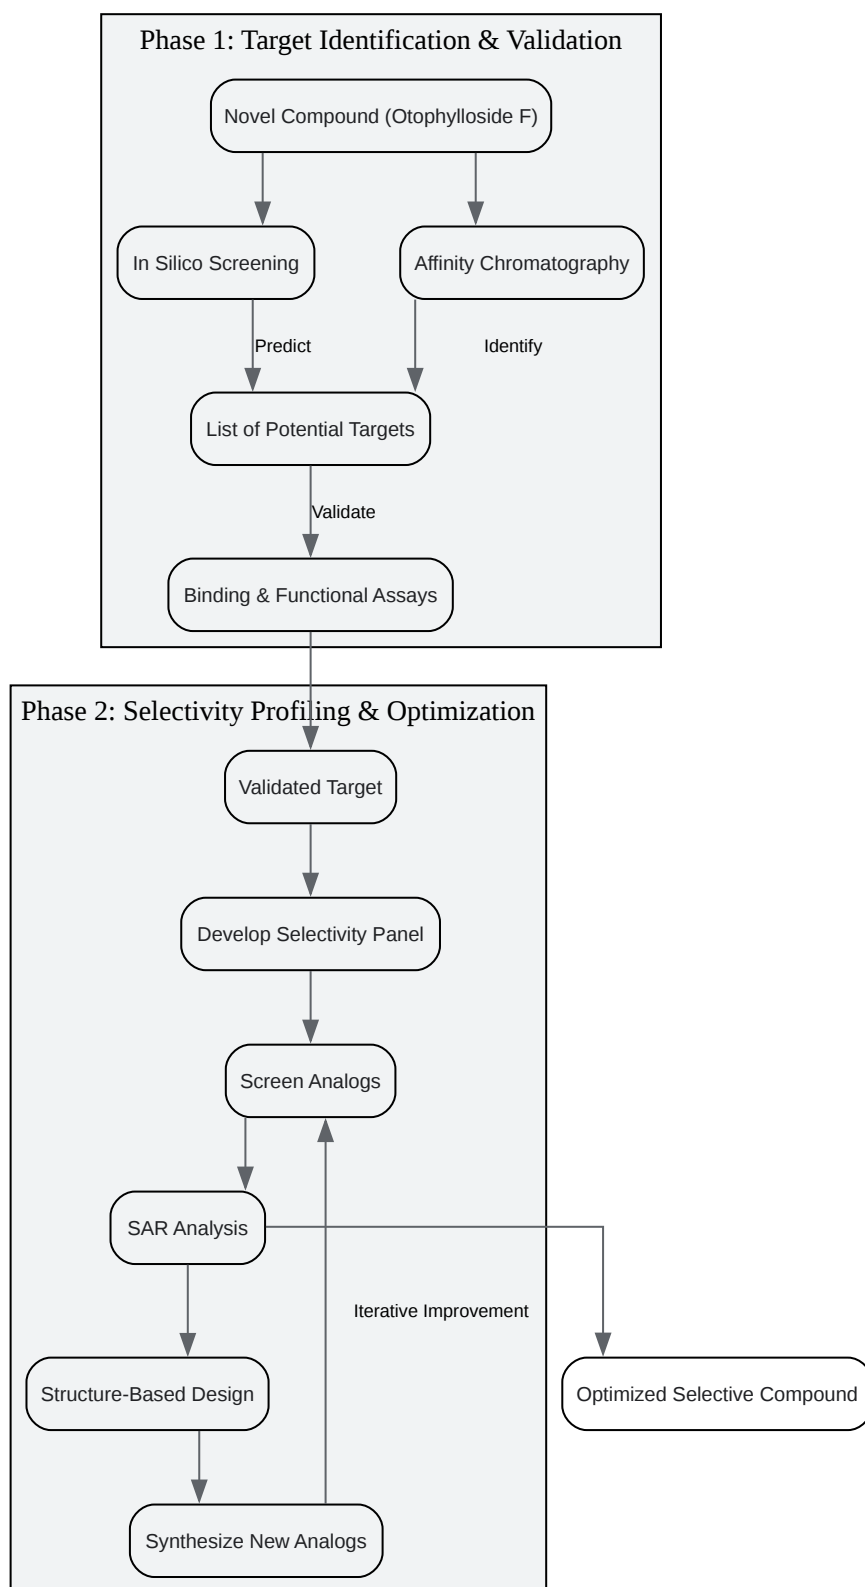 Phase 1: Target Identification & Validation
Novel Compound (Otophylloside F)
In Silico Screening
Affinity Chromatography
Predict
Identify
List of Potential Targets
Validate
Binding & Functional Assays
Phase 2: Selectivity Profiling & Optimization
Validated Target
Develop Selectivity Panel
Screen Analogs
SAR Analysis
Iterative Improvement
Structure-Based Design
Optimized Selective Compound
Synthesize New Analogs